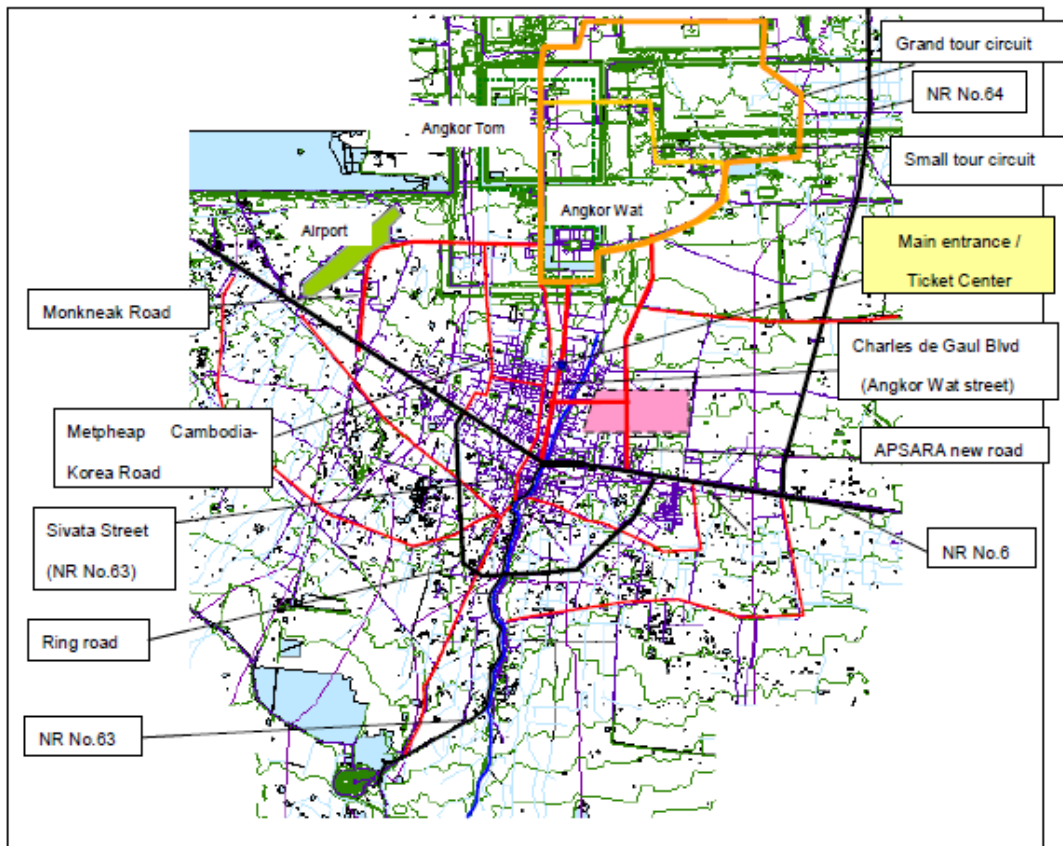 Grand tour circuit
NR No.64
Angkor Tom
Small tour circuit
Angkor Wat
Airport
Main entrance /
Ticket Center
Monkneak Road
Charles de Gaul Blvd
(Angkor Wat street)
Metpheap Cambodia-
Korea Road
APSARA new road
Sivata Street
(NR No.63)
NR No.6
Ring road
NR No.63